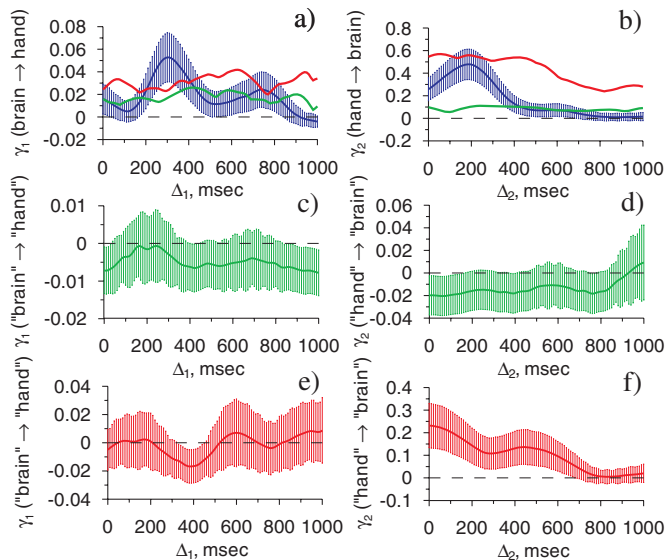 a)
γ₁ (brain → hand)
0.08
0.06
0.04
0.02
0
-0.02
0 200 400 600 800 1000
Δ₁, msec
b)
γ₂ (hand → brain)
0.8
0.6
0.4
0.2
0
-0.2
0 200 400 600 800 1000
Δ₂, msec
c)
γ₁ ("brain" → "hand")
0.01
0
-0.01
-0.02
0 200 400 600 800 1000
Δ₁, msec
d)
γ₂ ("hand" → "brain")
0.06
0.04
0.02
0
-0.02
-0.04
0 200 400 600 800 1000
Δ₂, msec
e)
γ₁ ("brain" → "hand")
0.04
0.02
0
-0.02
-0.04
0 200 400 600 800 1000
Δ₁, msec
f)
γ₂ ("hand" → "brain")
0.4
0.3
0.2
0.1
0
-0.1
0 200 400 600 800 1000
Δ₂, msec